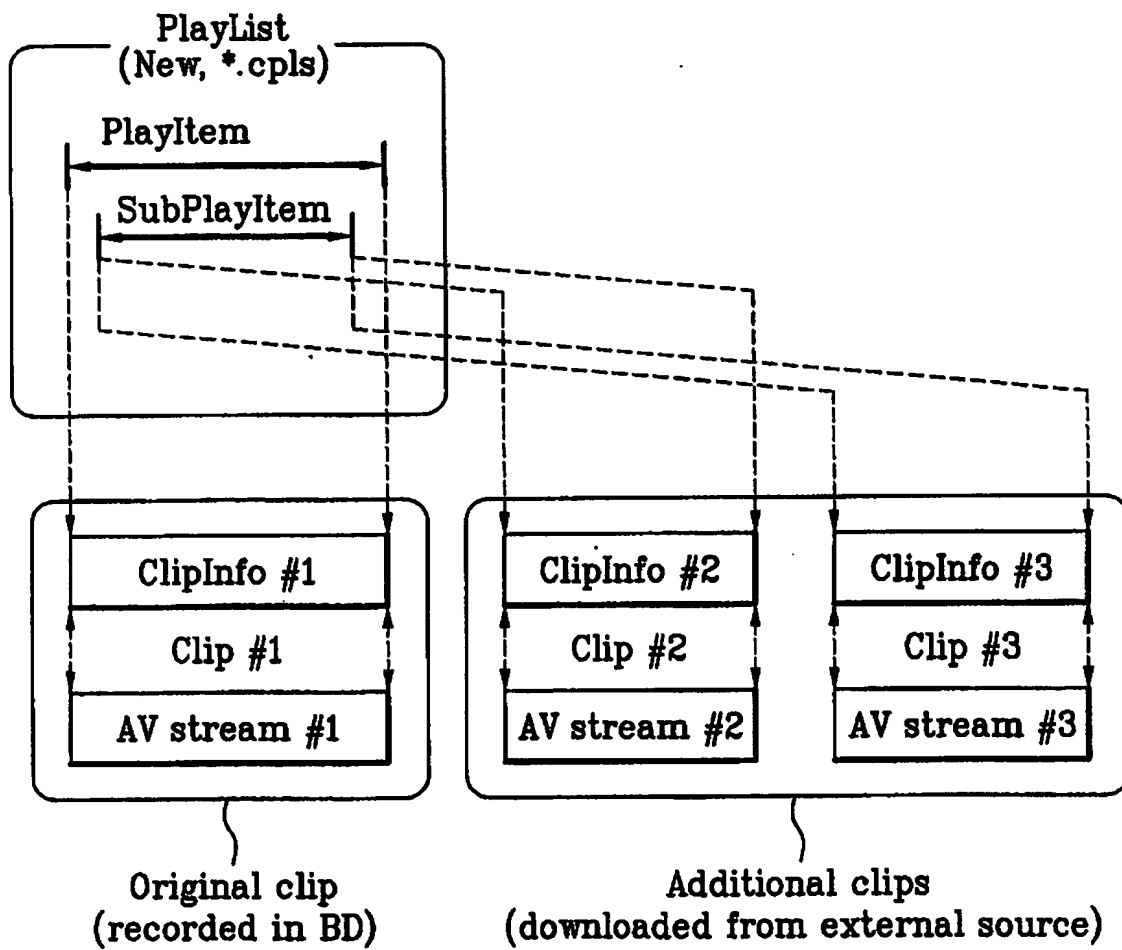 PlayList
(New, *.cpls)
PlayItem
SubPlayItem
ClipInfo #1
Clip #1
AV stream #1
ClipInfo #2
Clip #2
AV stream #2
ClipInfo #3
Clip #3
AV stream #3
Original clip
(recorded in BD)
Additional clips
(downloaded from external source)